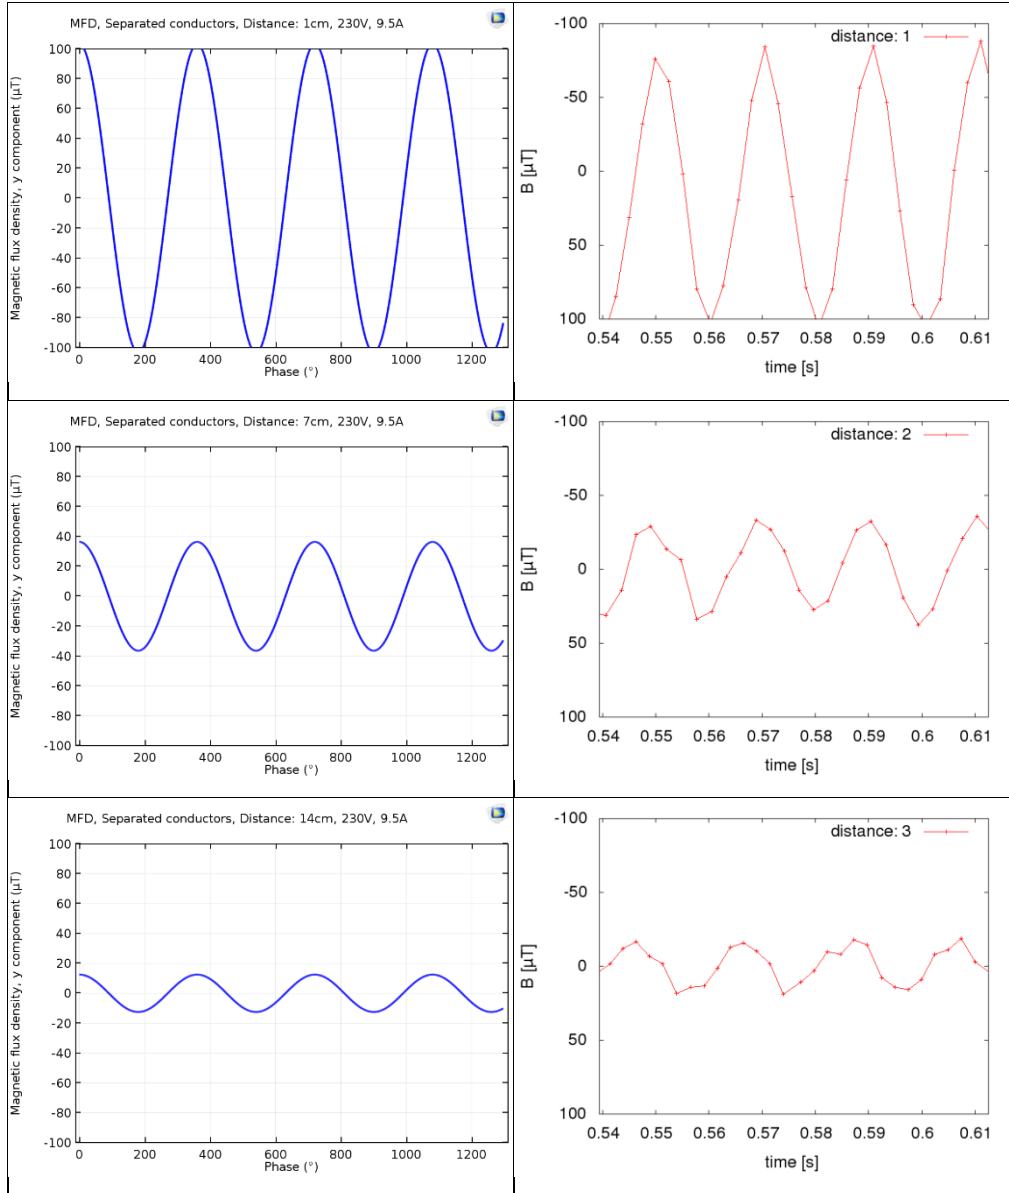 MFD, Separated conductors, Distance: 1cm, 230V, 9.5A
Magnetic flux density, y component (μT)
100
80
60
40
20
0
-20
-40
-60
-80
-100
0 200 400 600 800 1000 1200
Phase (°)
distance: 1
B [μT]
-100
-50
0
50
100
0.54 0.55 0.56 0.57 0.58 0.59 0.6 0.61
time [s]
MFD, Separated conductors, Distance: 7cm, 230V, 9.5A
Magnetic flux density, y component (μT)
100
80
60
40
20
0
-20
-40
-60
-80
-100
0 200 400 600 800 1000 1200
Phase (°)
distance: 2
B [μT]
-100
-50
0
50
100
0.54 0.55 0.56 0.57 0.58 0.59 0.6 0.61
time [s]
MFD, Separated conductors, Distance: 14cm, 230V, 9.5A
Magnetic flux density, y component (μT)
100
80
60
40
20
0
-20
-40
-60
-80
-100
0 200 400 600 800 1000 1200
Phase (°)
distance: 3
B [μT]
-100
-50
0
50
100
0.54 0.55 0.56 0.57 0.58 0.59 0.6 0.61
time [s]